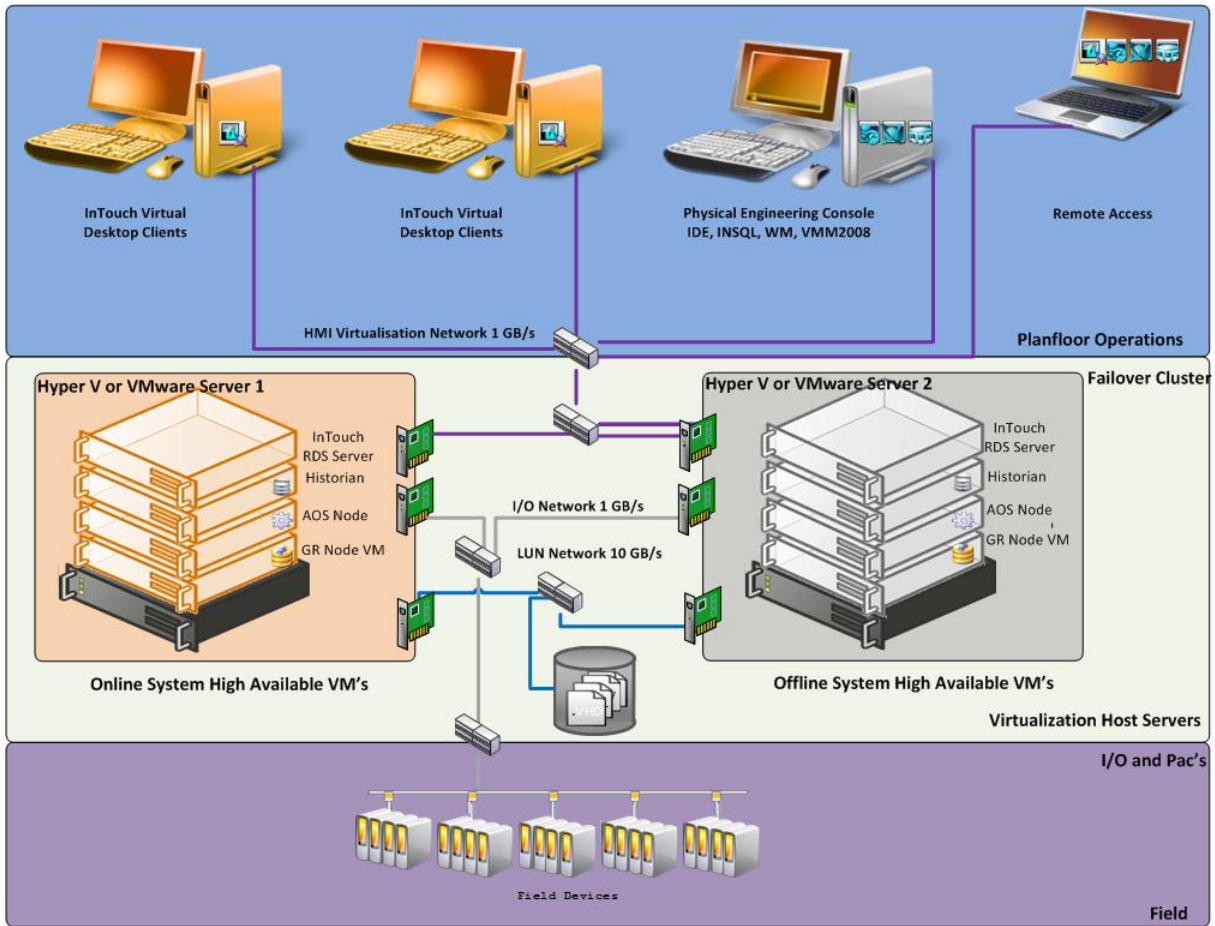 InTouch Virtual
Desktop Clients
InTouch Virtual
Desktop Clients
Physical Engineering Console
IDE, INSQL, WM, VMM2008
Remote Access
HMI Virtualisation Network 1 GB/s
Planfloor Operations
Failover Cluster
Hyper V or VMware Server 1
InTouch
RDS Server
Historian
AOS Node
GR Node VM
Online System High Available VM's
Hyper V or VMware Server 2
InTouch
RDS Server
Historian
AOS Node
GR Node VM
Offline System High Available VM's
I/O Network 1 GB/s
LUN Network 10 GB/s
.VHD
Virtualization Host Servers
I/O and Pac's
Field Devices
Field